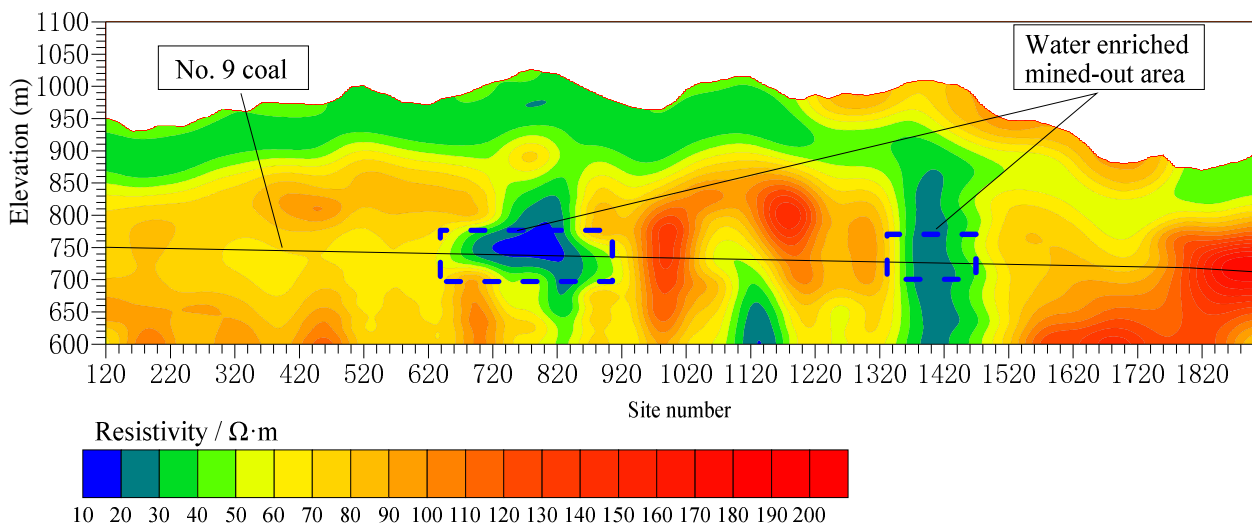 1100
1050
1000
950
900
850
800
750
700
650
600
Elevation (m)
No. 9 coal
Water enriched
mined-out area
120 220 320 420 520 620 720 820 920 1020 1120 1220 1320 1420 1520 1620 1720 1820
Site number
Resistivity / Ω·m
10 20 30 40 50 60 70 80 90 100 110 120 130 140 150 160 170 180 190 200